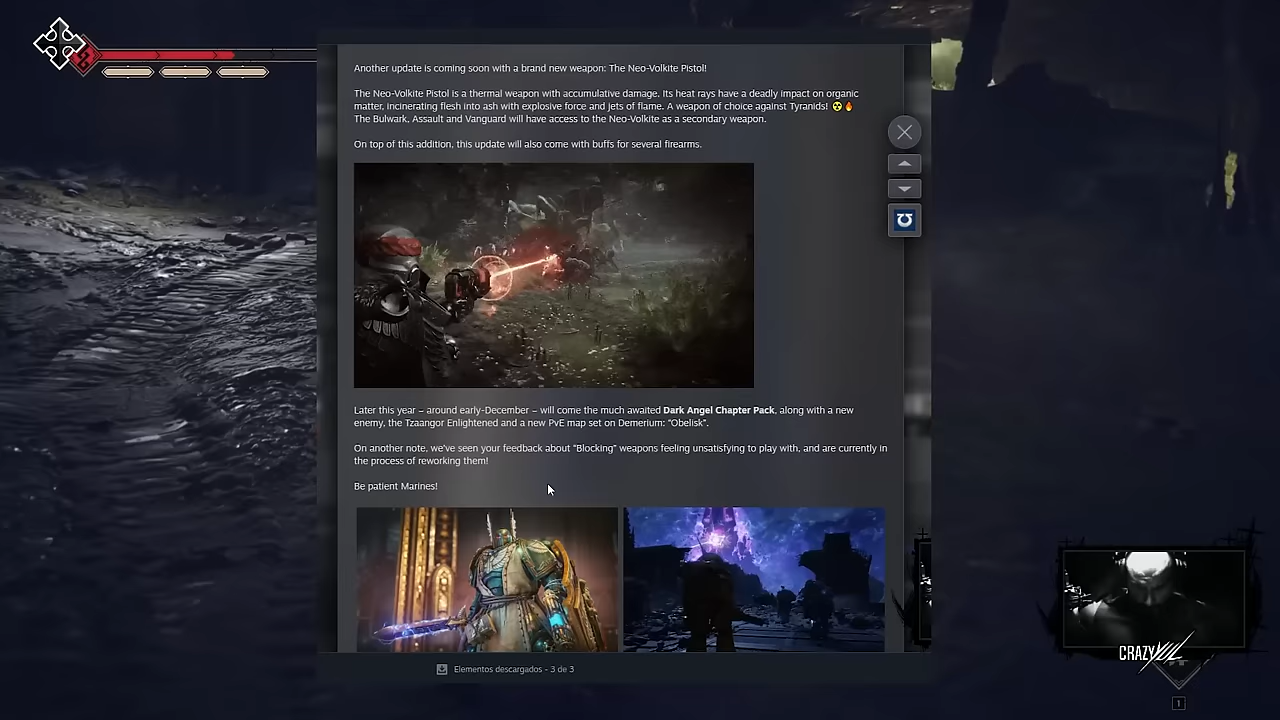 Another update is coming soon with a brand new weapon: The Neo-Volkite Pistol!
The Neo-Volkite Pistol is a thermal weapon with accumulative damage. Its heat rays have a deadly impact on organic
matter, incinerating flesh into ash with explosive force and jets of flame. A weapon of choice against Tyranids! ☢️🔥
The Bulwark, Assault and Vanguard will have access to the Neo-Volkite as a secondary weapon.
On top of this addition, this update will also come with buffs for several firearms.
Later this year – around early-December – will come the much awaited Dark Angel Chapter Pack, along with a new
enemy, the Tzaangor Enlightened and a new PvE map set on Demerium: "Obelisk".
On another note, we've seen your feedback about "Blocking" weapons feeling unsatisfying to play with, and are currently in
the process of reworking them!
Be patient Marines!
Elementos descargados - 3 de 3
CRAZY
1